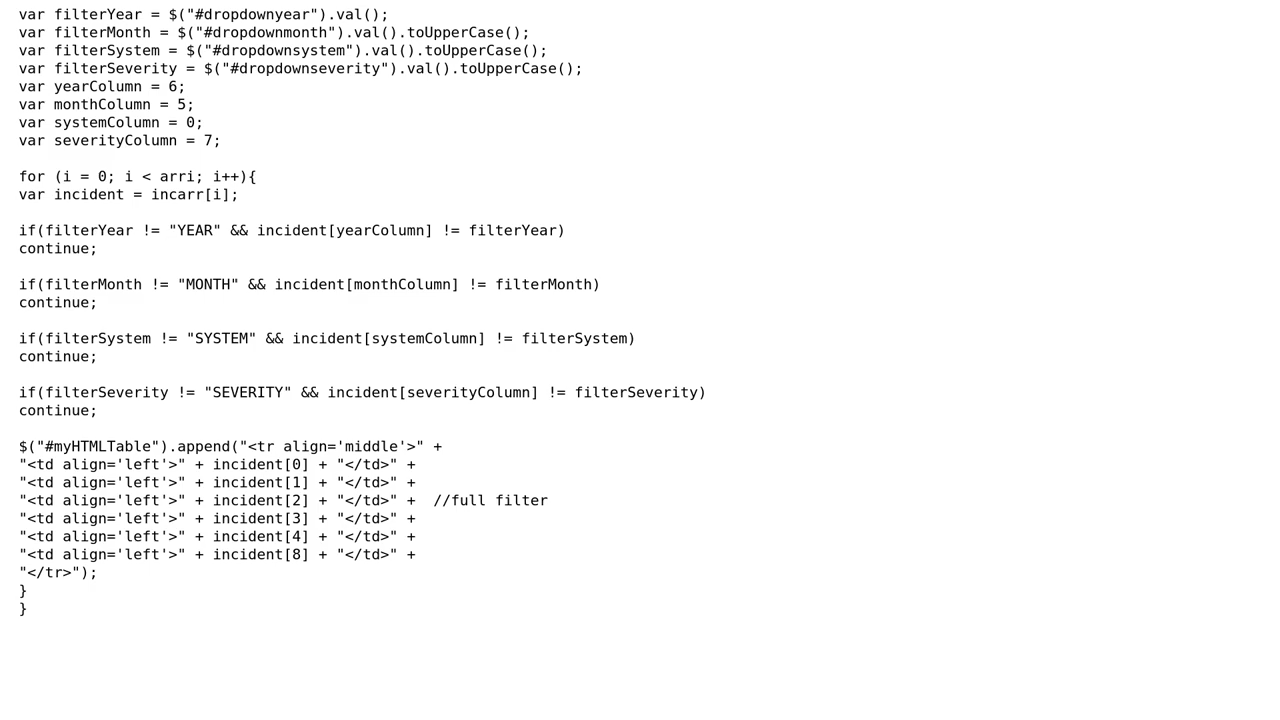 var filterYear = $("#dropdownyear").val();
var filterMonth = $("#dropdownmonth").val().toUpperCase();
var filterSystem = $("#dropdownsystem").val().toUpperCase();
var filterSeverity = $("#dropdownseverity").val().toUpperCase();
var yearColumn = 6;
var monthColumn = 5;
var systemColumn = 0;
var severityColumn = 7;

for (i = 0; i < arri; i++){
var incident = incarr[i];

if(filterYear != "YEAR" && incident[yearColumn] != filterYear)
continue;

if(filterMonth != "MONTH" && incident[monthColumn] != filterMonth)
continue;

if(filterSystem != "SYSTEM" && incident[systemColumn] != filterSystem)
continue;

if(filterSeverity != "SEVERITY" && incident[severityColumn] != filterSeverity)
continue;

$("#myHTMLTable").append("<tr align='middle'>" +
"<td align='left'>" + incident[0] + "</td>" +
"<td align='left'>" + incident[1] + "</td>" +
"<td align='left'>" + incident[2] + "</td>" +  //full filter
"<td align='left'>" + incident[3] + "</td>" +
"<td align='left'>" + incident[4] + "</td>" +
"<td align='left'>" + incident[8] + "</td>" +
"</tr>");
}
}